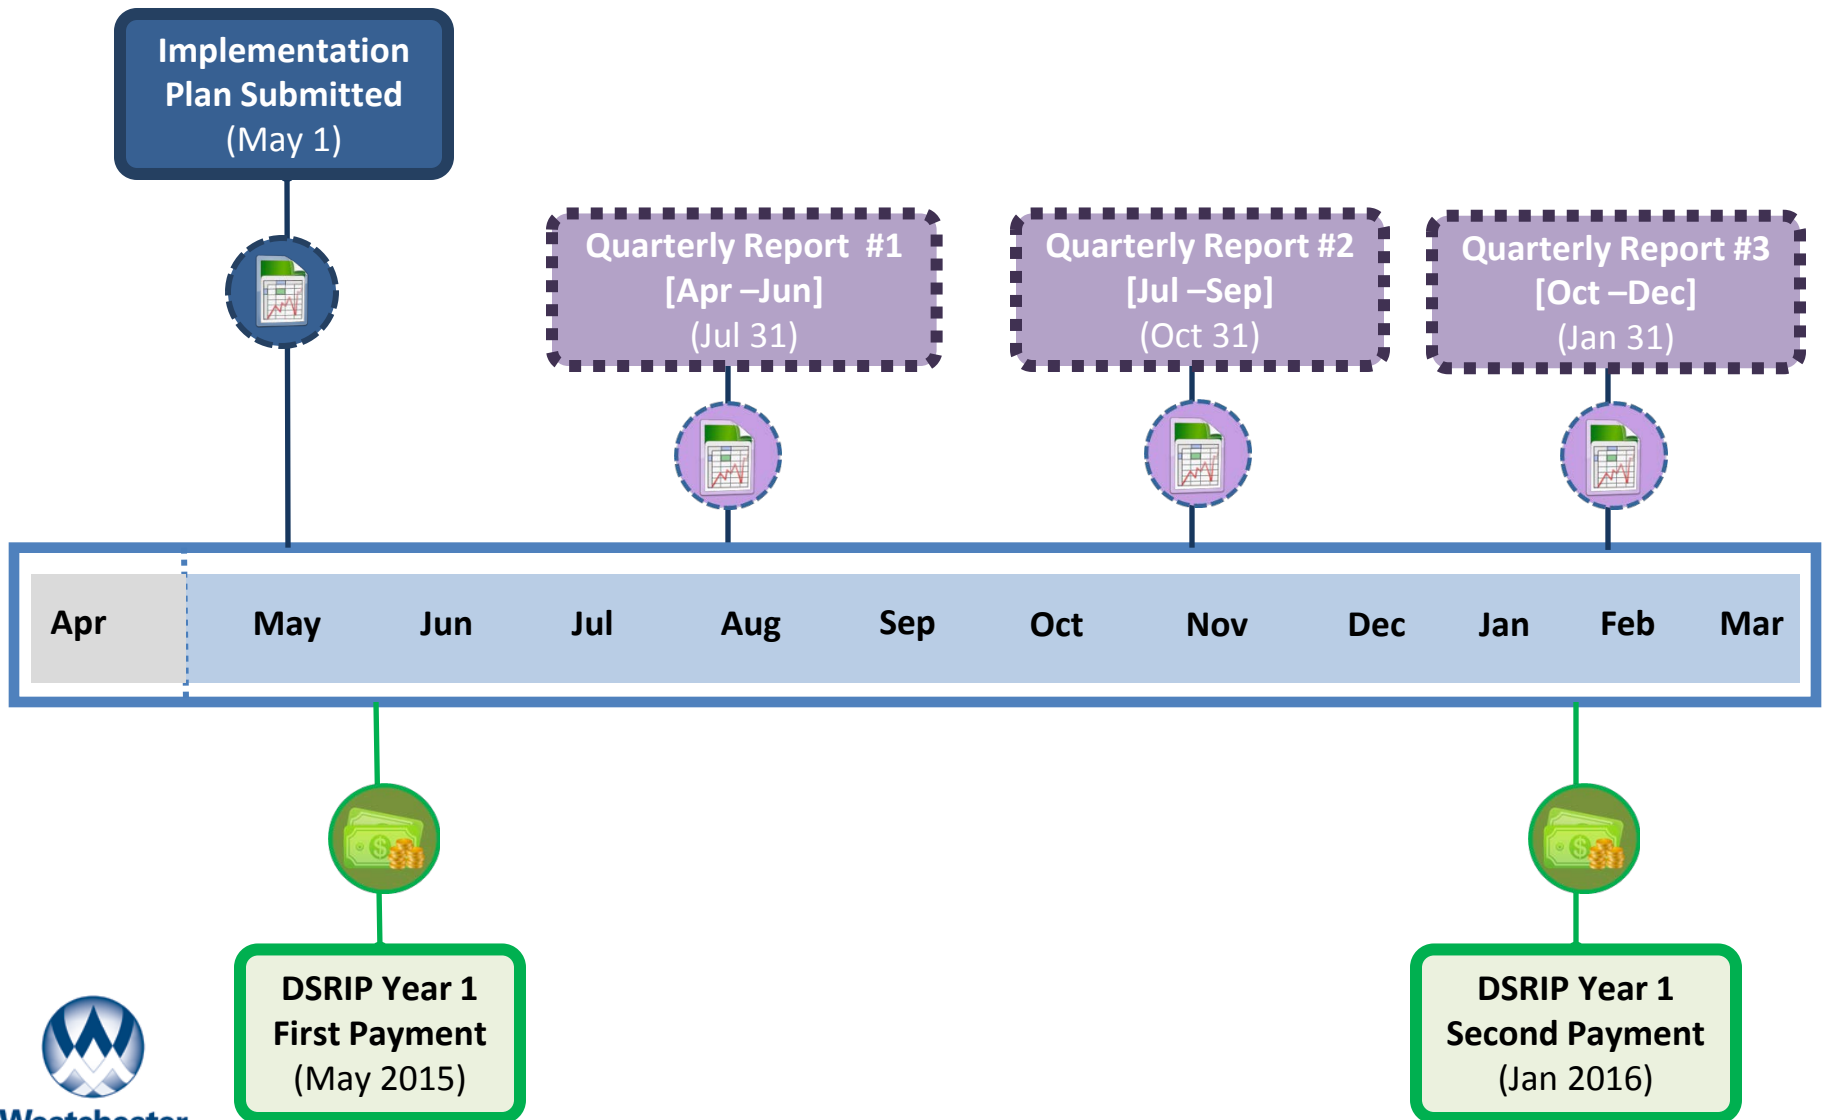 Implementation
Plan Submitted
(May 1)
Quarterly Report  #1
[Apr –Jun]
(Jul 31)
Quarterly Report #2
[Jul –Sep]
(Oct 31)
Quarterly Report #3
[Oct –Dec]
(Jan 31)
Apr May Jun Jul Aug Sep Oct Nov Dec Jan Feb Mar
DSRIP Year 1
First Payment
(May 2015)
DSRIP Year 1
Second Payment
(Jan 2016)
Westchester